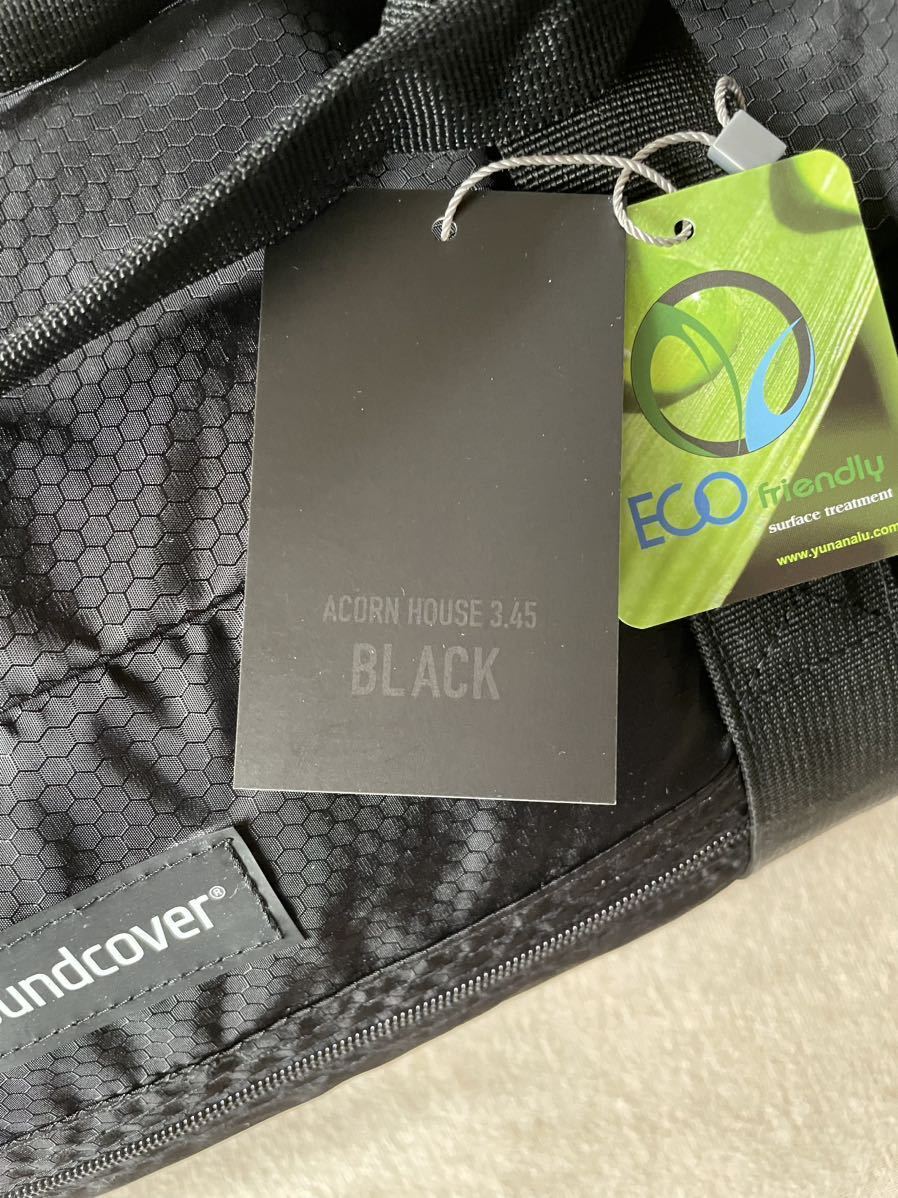 ACORN HOUSE 3.45
BLACK
ECO friendly
surface treatment
www.yunanalu.com
undcover®